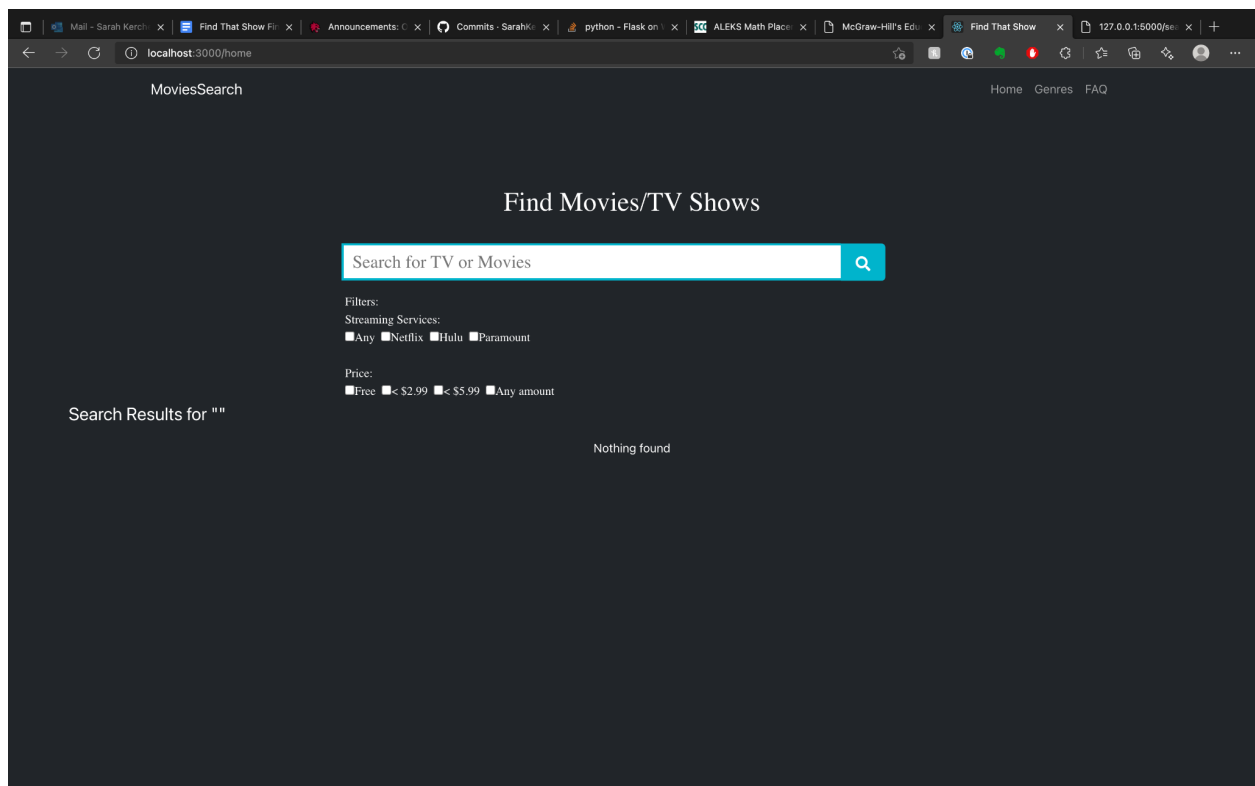 Mail - Sarah Kerch
Find That Show Fin
Announcements: O
Commits · SarahKe
python - Flask on
ALEKS Math Place
McGraw-Hill's Edu
Find That Show
127.0.0.1:5000/sea
localhost:3000/home
MoviesSearch
Home Genres FAQ
Find Movies/TV Shows
Search for TV or Movies
Filters:
Streaming Services:
Any Netflix Hulu Paramount
Price:
Free < $2.99 < $5.99 Any amount
Search Results for ""
Nothing found